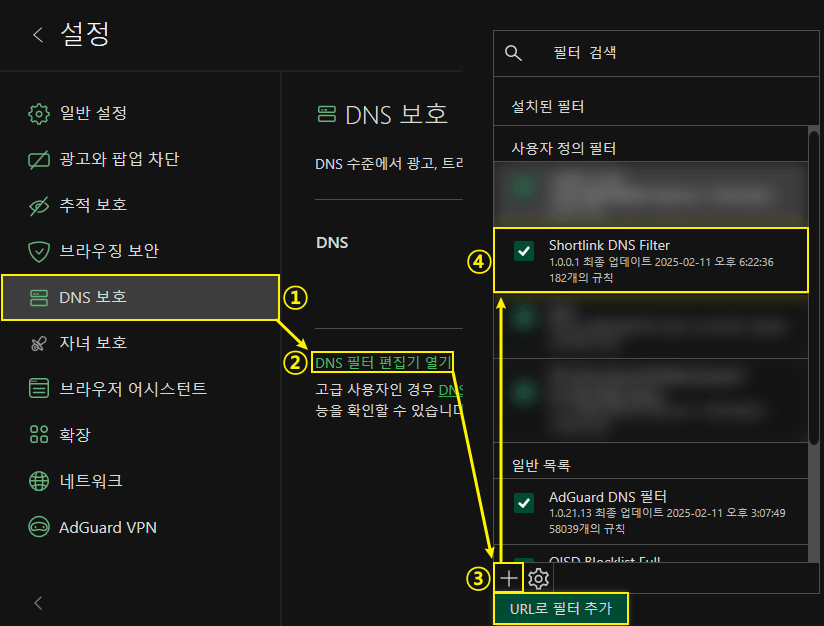 설정
일반 설정
광고와 팝업 차단
추적 보호
브라우징 보안
DNS 보호
①
자녀 보호
브라우저 어시스턴트
확장
네트워크
AdGuard VPN
DNS 보호
DNS 수준에서 광고, 트
DNS
②
DNS 필터 편집기 열기
고급 사용자인 경우 DNS
능을 확인할 수 있습니다
필터 검색
설치된 필터
사용자 정의 필터
④
Shortlink DNS Filter
1.0.0.1 최종 업데이트 2025-02-11 오후 6:22:36
182개의 규칙
일반 목록
AdGuard DNS 필터
1.0.21.13 최종 업데이트 2025-02-11 오후 3:07:49
58039개의 규칙
OISD Blocklist Full
③
URL로 필터 추가